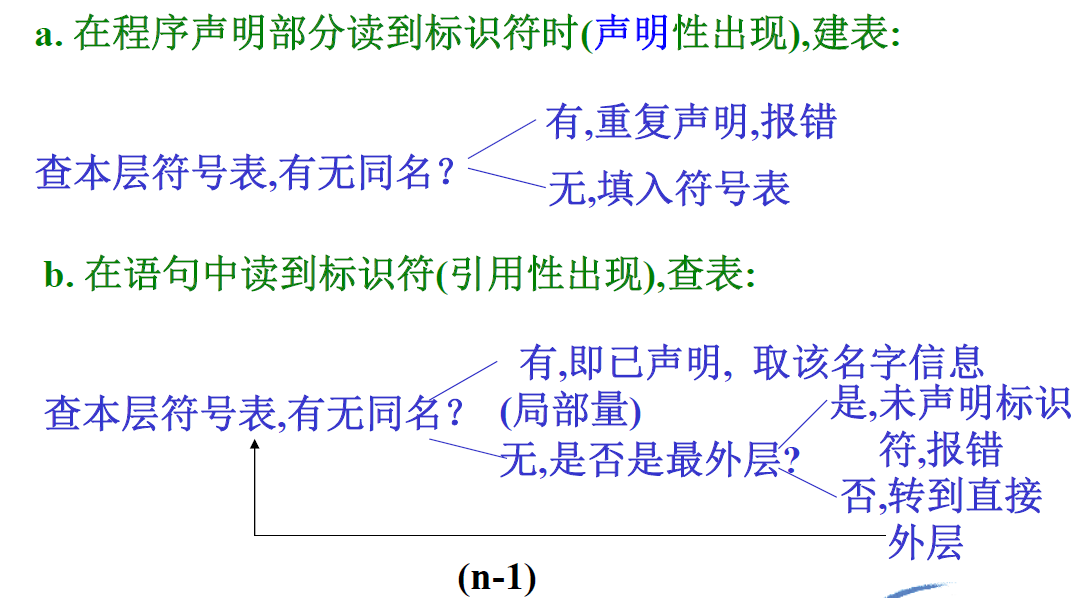 a. 在程序声明部分读到标识符时(声明性出现),建表:
有,重复声明,报错
查本层符号表,有无同名？
无,填入符号表
b. 在语句中读到标识符(引用性出现),查表:
有,即已声明, 取该名字信息
查本层符号表,有无同名？ (局部量)
是,未声明标识
符,报错
无,是否是最外层?
否,转到直接
外层
(n-1)